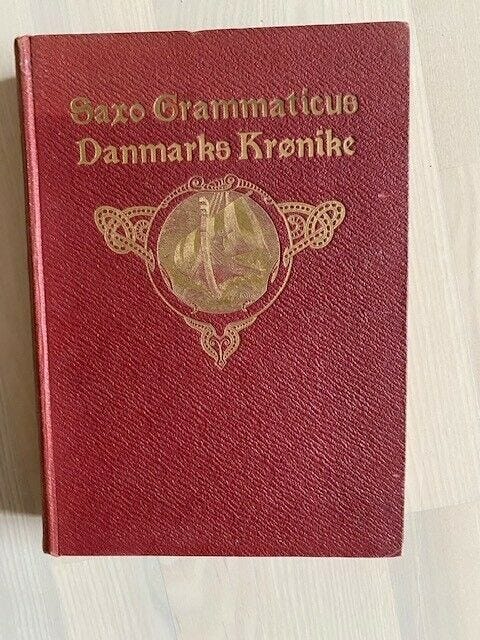 Saxo Grammaticus
Danmarks Krønike